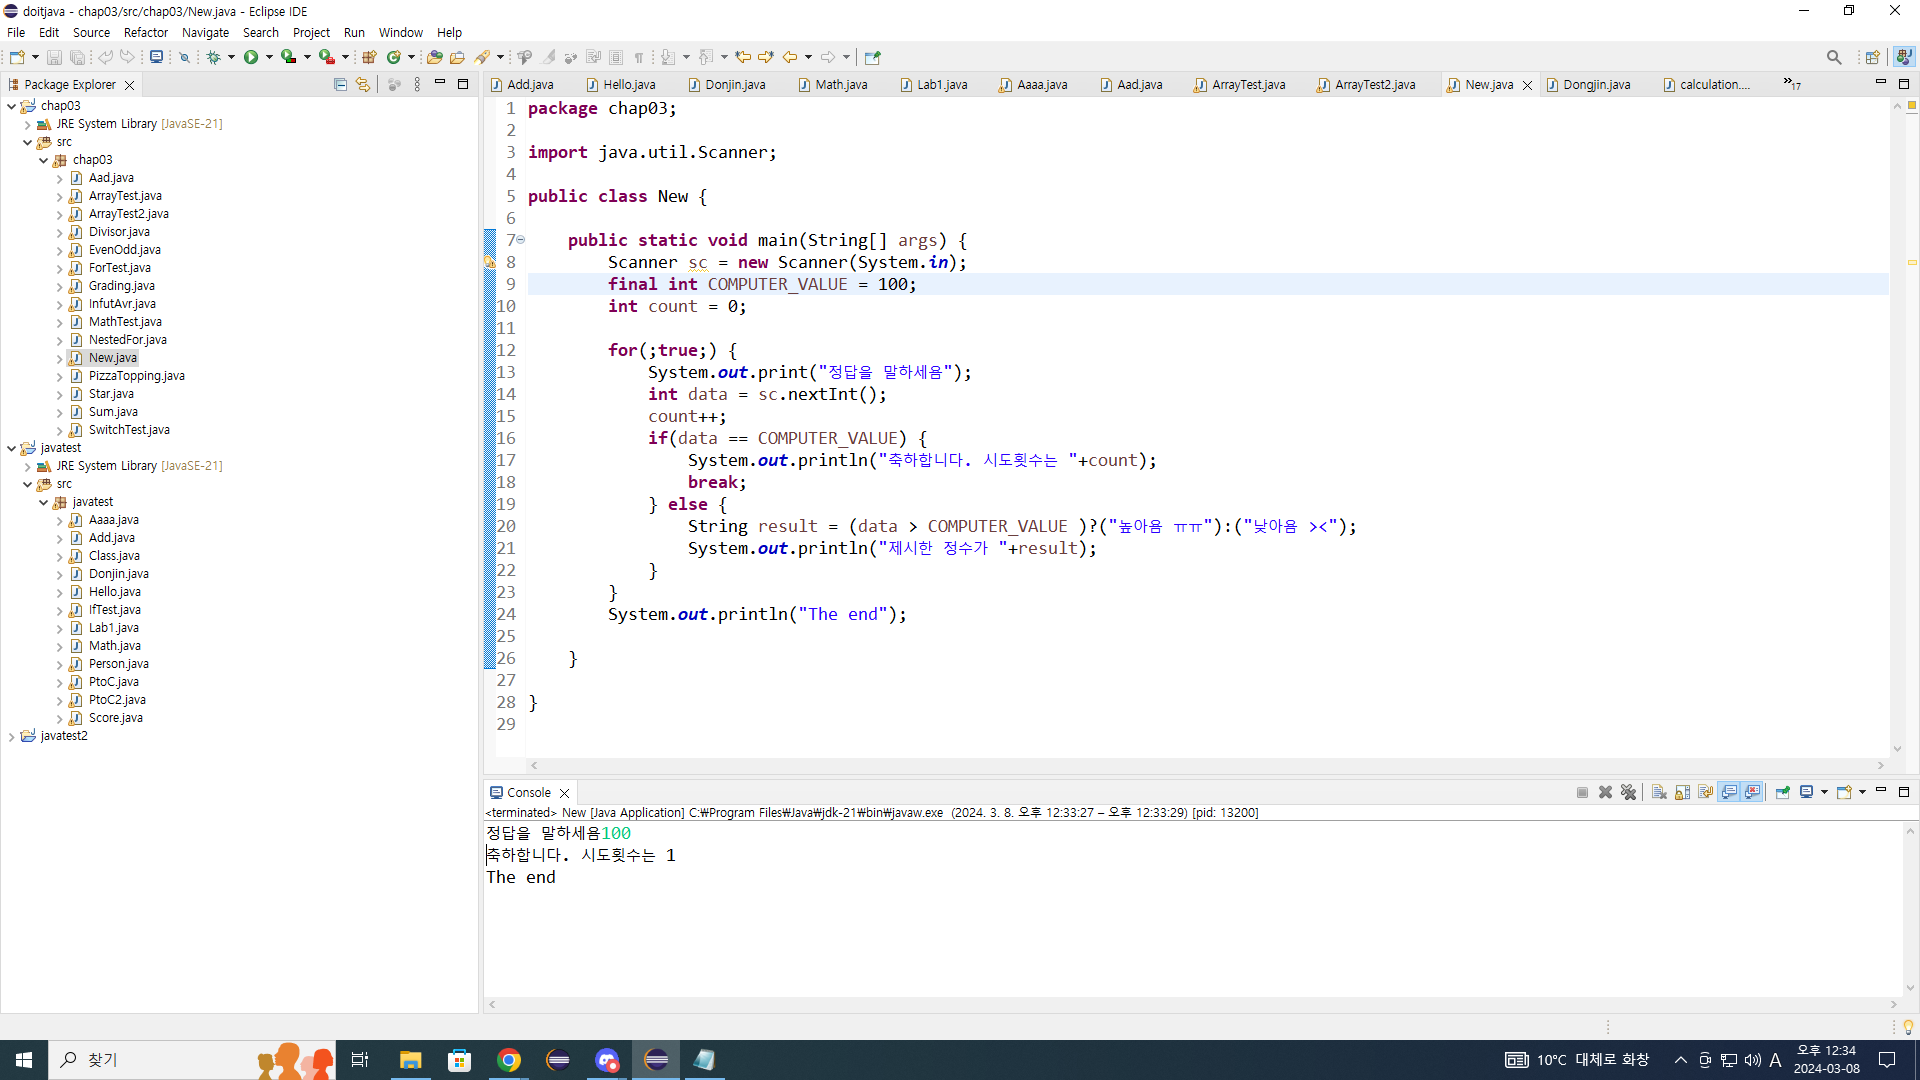 doitjava - chap03/src/chap03/New.java - Eclipse IDE
File Edit Source Refactor Navigate Search Project Run Window Help
Package Explorer
chap03
JRE System Library [JavaSE-21]
src
chap03
Aad.java
ArrayTest.java
ArrayTest2.java
Divisor.java
EvenOdd.java
ForTest.java
Grading.java
InfutAvr.java
MathTest.java
NestedFor.java
New.java
PizzaTopping.java
Star.java
Sum.java
SwitchTest.java
javatest
JRE System Library [JavaSE-21]
src
javatest
Aaaa.java
Add.java
Class.java
Donjin.java
Hello.java
IfTest.java
Lab1.java
Math.java
Person.java
PtoC.java
PtoC2.java
Score.java
javatest2
Add.java Hello.java Donjin.java Math.java Lab1.java Aaaa.java Aad.java ArrayTest.java ArrayTest2.java New.java Dongjin.java calculation.... »17
1 package chap03;
2
3 import java.util.Scanner;
4
5 public class New {
6
7 public static void main(String[] args) {
8 Scanner sc = new Scanner(System.in);
9 final int COMPUTER_VALUE = 100;
10 int count = 0;
11
12 for(;true;) {
13 System.out.print("정답을 말하세욤");
14 int data = sc.nextInt();
15 count++;
16 if(data == COMPUTER_VALUE) {
17 System.out.println("축하합니다. 시도횟수는 "+count);
18 break;
19 } else {
20 String result = (data > COMPUTER_VALUE )?("높아욤 ㅠㅠ"):("낮아욤 ><");
21 System.out.println("제시한 정수가 "+result);
22 }
23 }
24 System.out.println("The end");
25
26 }
27
28 }
29
Console
<terminated> New [Java Application] C:₩Program Files₩Java₩jdk-21₩bin₩javaw.exe (2024. 3. 8. 오후 12:33:27 – 오후 12:33:29) [pid: 13200]
정답을 말하세욤100
축하합니다. 시도횟수는 1
The end
찾기
10°C 대체로 화창
A
오후 12:34
2024-03-08